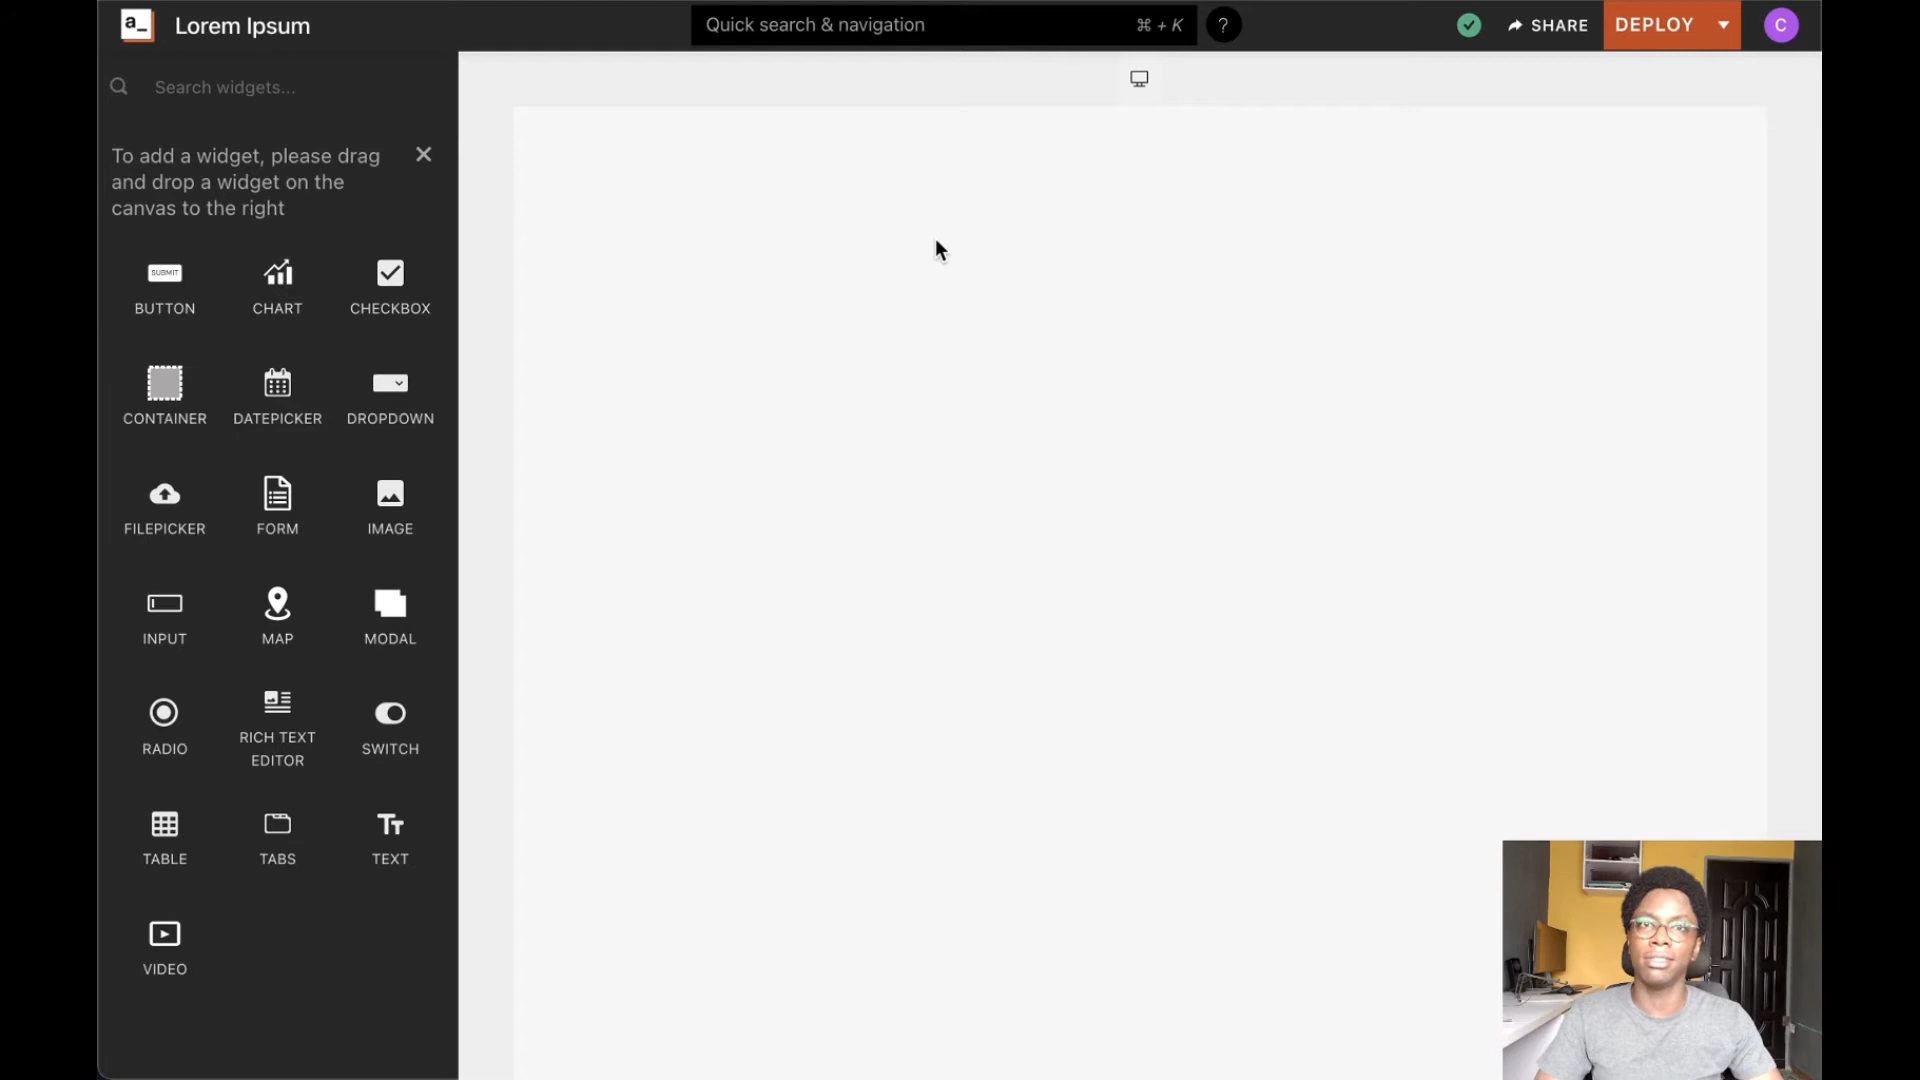 a_ Lorem Ipsum
Quick search & navigation ⌘ + K ?
SHARE
DEPLOY
C
Search widgets...
To add a widget, please drag
and drop a widget on the
canvas to the right
SUBMIT
BUTTON
CHART
CHECKBOX
CONTAINER
DATEPICKER
DROPDOWN
FILEPICKER
FORM
IMAGE
INPUT
MAP
MODAL
RADIO
RICH TEXT
EDITOR
SWITCH
TABLE
TABS
TT
TEXT
VIDEO